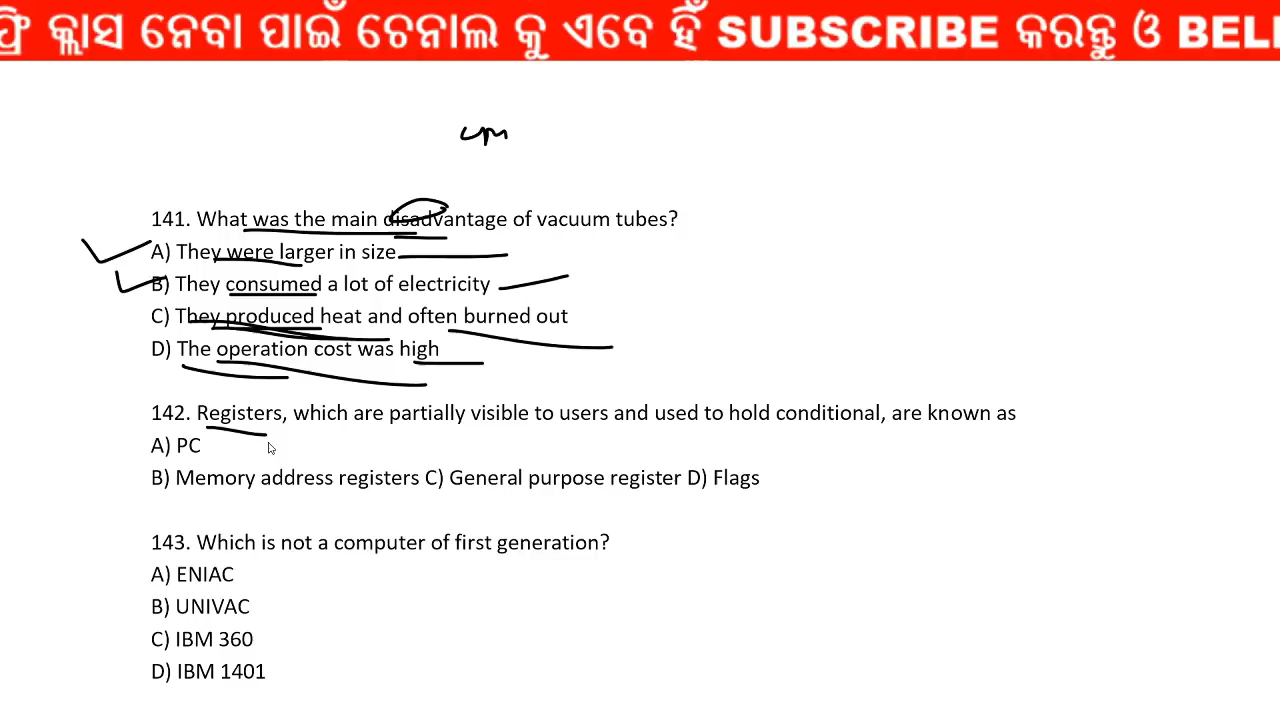 ଫ୍ରି କ୍ଲାସ ନେବା ପାଇଁ ଚେନାଲ କୁ ଏବେ ହିଁ SUBSCRIBE କରନ୍ତୁ ଓ BELL
141. What was the main disadvantage of vacuum tubes?
A) They were larger in size
B) They consumed a lot of electricity
C) They produced heat and often burned out
D) The operation cost was high
142. Registers, which are partially visible to users and used to hold conditional, are known as
A) PC
B) Memory address registers C) General purpose register D) Flags
143. Which is not a computer of first generation?
A) ENIAC
B) UNIVAC
C) IBM 360
D) IBM 1401